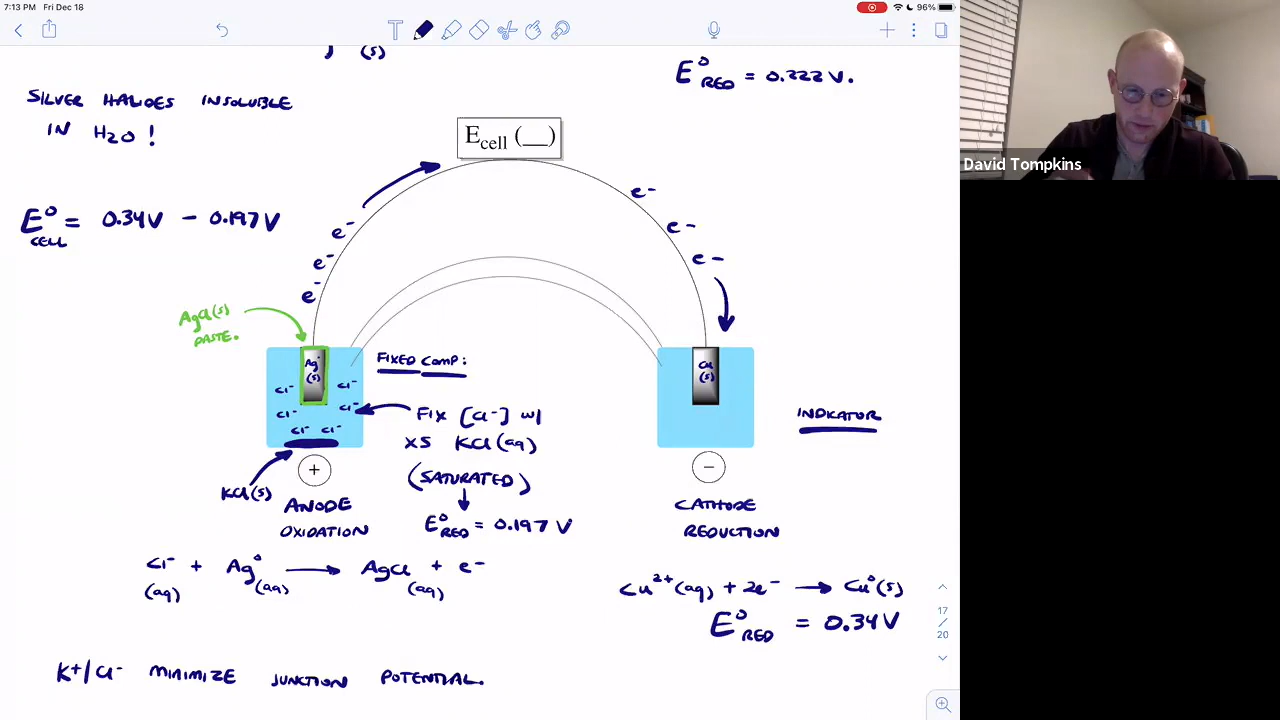 7:13 PM Fri Dec 18
96%
(s)
E° RED = 0.222 V.
SILVER HALIDES INSOLUBLE
IN H2O !
Ecell (__)
David Tompkins
E° CELL = 0.34V - 0.197V
e-
e-
e-
e-
e-
e-
AgCl(s)
PASTE.
Ag° (s)
Cu (s)
FIXED COMP:
Cl- Cl-
Cl- Cl-
Cl- Cl-
FIX [Cl-] w/
XS KCl(aq)
(SATURATED)
E° RED = 0.197 V
INDICATOR
KCl(s)
+
ANODE
OXIDATION
−
CATHODE
REDUCTION
Cl- (aq) + Ag° (aq) → AgCl (aq) + e-
Cu2+(aq) + 2e- → Cu°(s)
E° RED = 0.34V
17
/
20
K+/Cl- MINIMIZE JUNCTION POTENTIAL.